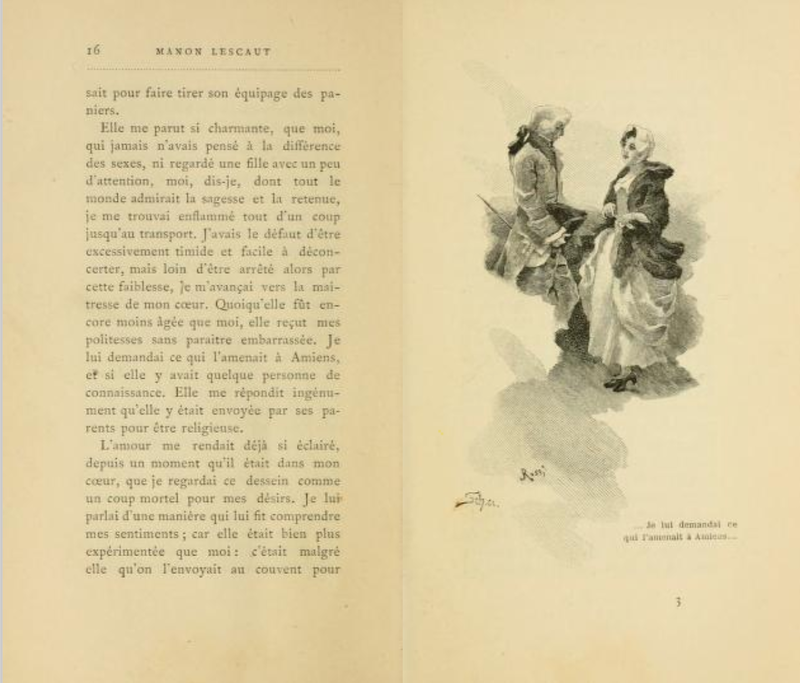 16 MANON LESCAUT
sait pour faire tirer son équipage des pa-
niers.
Elle me parut si charmante, que moi,
qui jamais n'avais pensé à la différence
des sexes, ni regardé une fille avec un peu
d'attention, moi, dis-je, dont tout le
monde admirait la sagesse et la retenue,
je me trouvai enflammé tout d'un coup
jusqu'au transport. J'avais le défaut d'être
excessivement timide et facile à décon-
certer, mais loin d'être arrêté alors par
cette faiblesse, je m'avançai vers la maî-
tresse de mon cœur. Quoiqu'elle fût en-
core moins âgée que moi, elle reçut mes
politesses sans paraître embarrassée. Je
lui demandai ce qui l'amenait à Amiens,
et si elle y avait quelque personne de
connaissance. Elle me répondit ingénu-
ment qu'elle y était envoyée par ses pa-
rents pour être religieuse.
L'amour me rendait déjà si éclairé,
depuis un moment qu'il était dans mon
cœur, que je regardai ce dessein comme
un coup mortel pour mes désirs. Je lui
parlai d'une manière qui lui fit comprendre
mes sentiments ; car elle était bien plus
expérimentée que moi : c'était malgré
elle qu'on l'envoyait au couvent pour
Rossi
... Je lui demandai ce
qui l'amenait à Amiens...
3